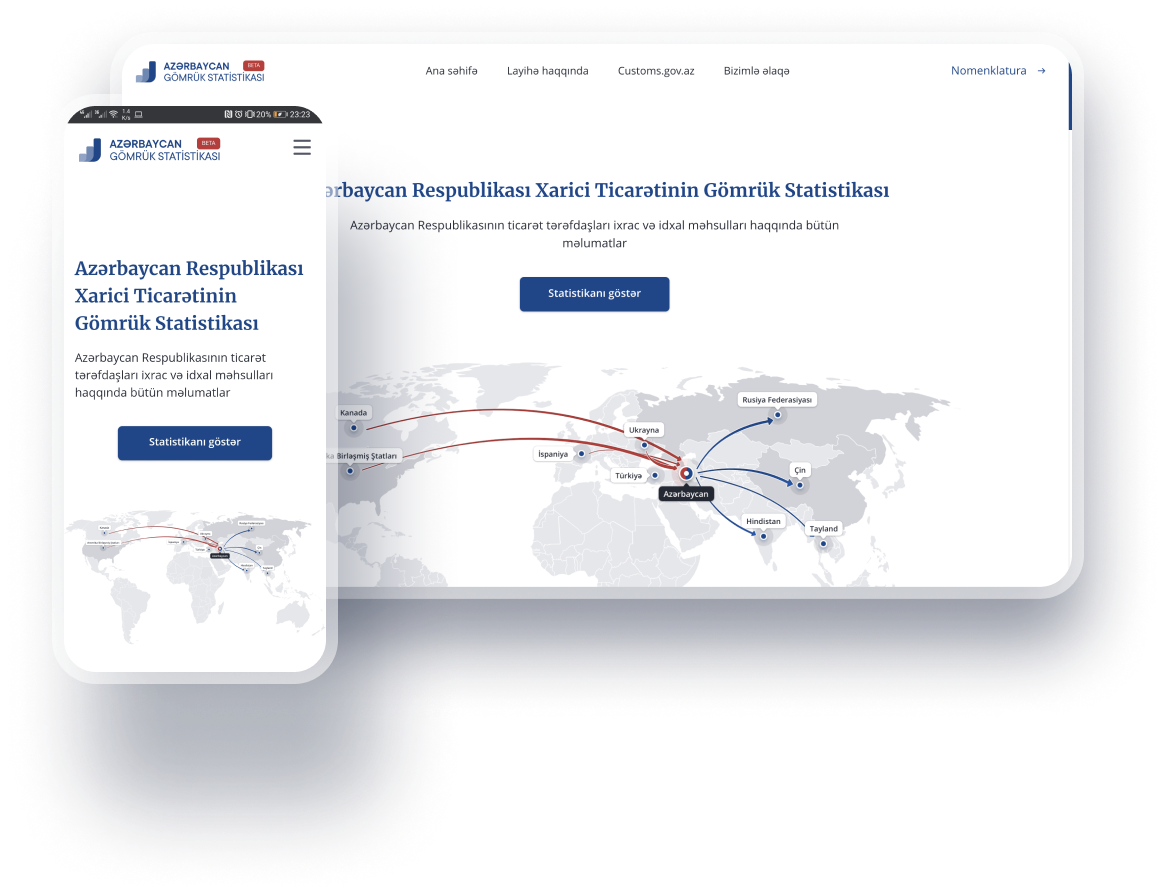 AZƏRBAYCAN BETA
GÖMRÜK STATİSTİKASI
Ana səhifə
Layihə haqqında
Customs.gov.az
Bizimlə əlaqə
Nomenklatura →
ərbaycan Respublikası Xarici Ticarətinin Gömrük Statistikası
Azərbaycan Respublikasının ticarət tərəfdaşları ixrac və idxal məhsulları haqqında bütün
məlumatlar
Statistikanı göstər
Kanada
ka Birləşmiş Ştatları
İspaniya
Ukrayna
Türkiyə
Azərbaycan
Rusiya Federasiyası
Çin
Hindistan
Tayland
1.4
K/s
20% 23:23
AZƏRBAYCAN BETA
GÖMRÜK STATİSTİKASI
Azərbaycan Respublikası
Xarici Ticarətinin
Gömrük Statistikası
Azərbaycan Respublikasının ticarət
tərəfdaşları ixrac və idxal məhsulları
haqqında bütün məlumatlar
Statistikanı göstər